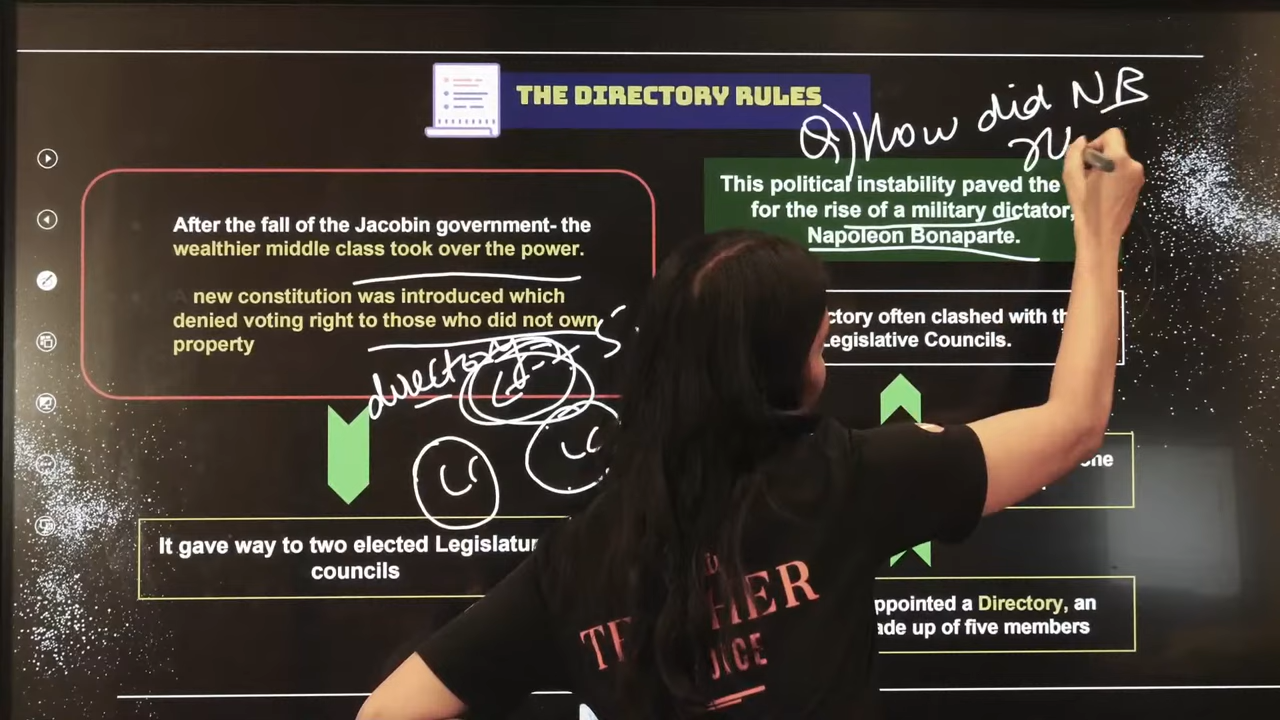 THE DIRECTORY RULES
Q) How did NB
After the fall of the Jacobin government- the
wealthier middle class took over the power.
A new constitution was introduced which
denied voting right to those who did not own
property
directory
5
LC
LC
It gave way to two elected Legislatur
councils
This political instability paved the
for the rise of a military dictator,
Napoleon Bonaparte.
ctory often clashed with th
Legislative Councils.
one
ppointed a Directory, an
ade up of five members